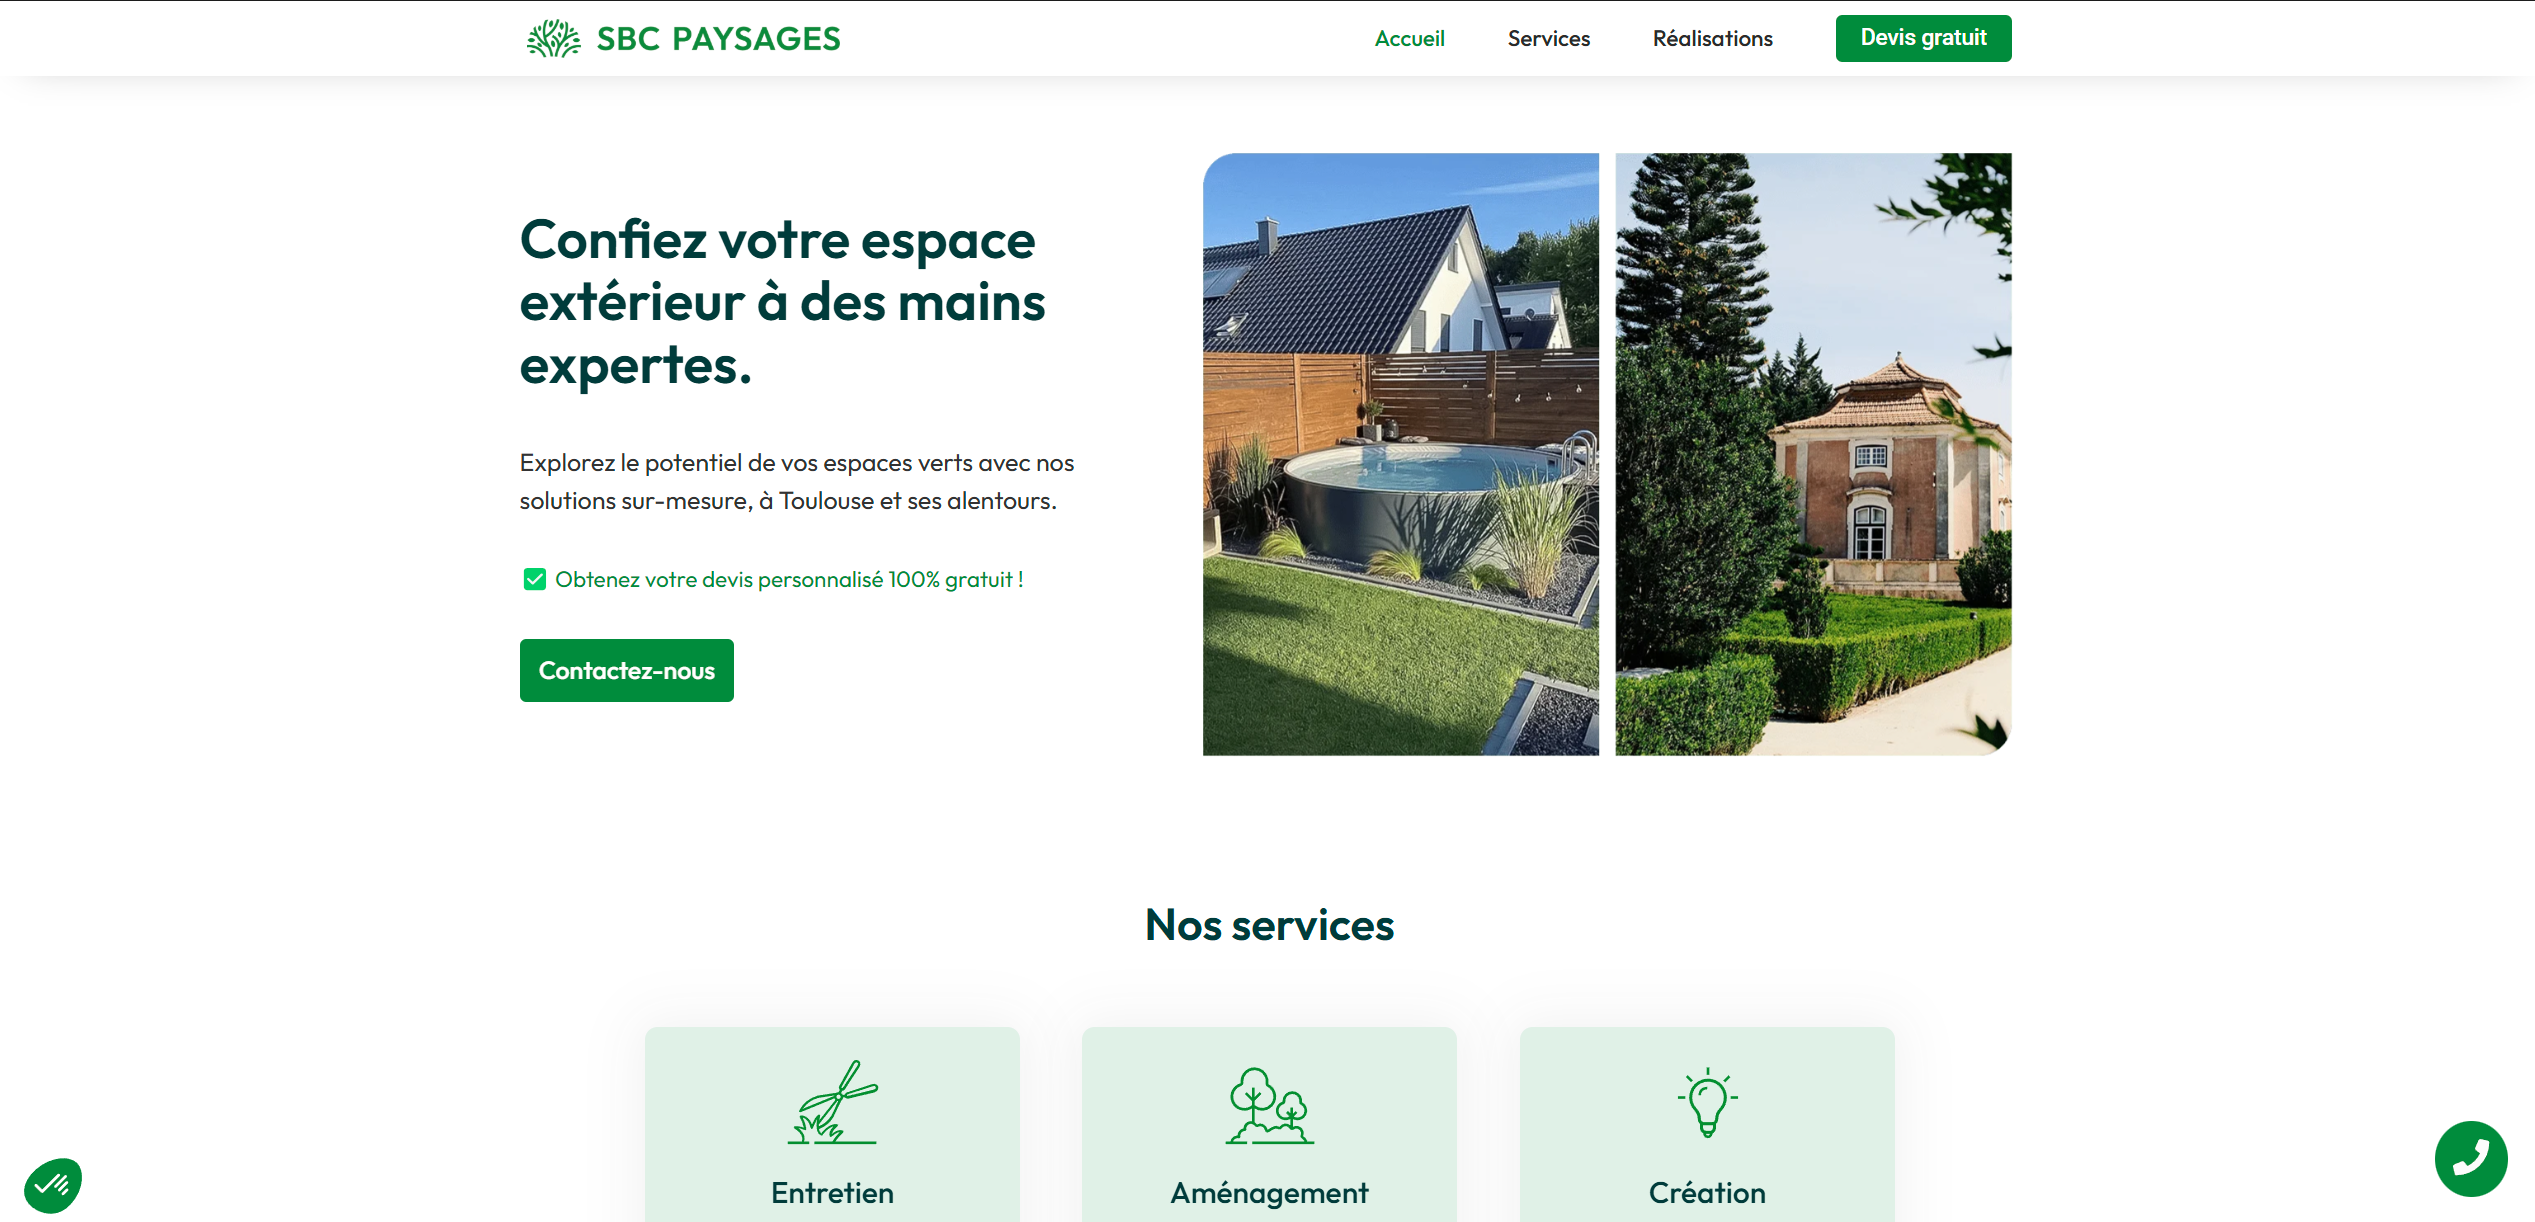 SBC PAYSAGES
Accueil
Services
Réalisations
Devis gratuit
Confiez votre espace
extérieur à des mains
expertes.
Explorez le potentiel de vos espaces verts avec nos
solutions sur-mesure, à Toulouse et ses alentours.
Obtenez votre devis personnalisé 100% gratuit !
Contactez-nous
Nos services
Entretien
Aménagement
Création